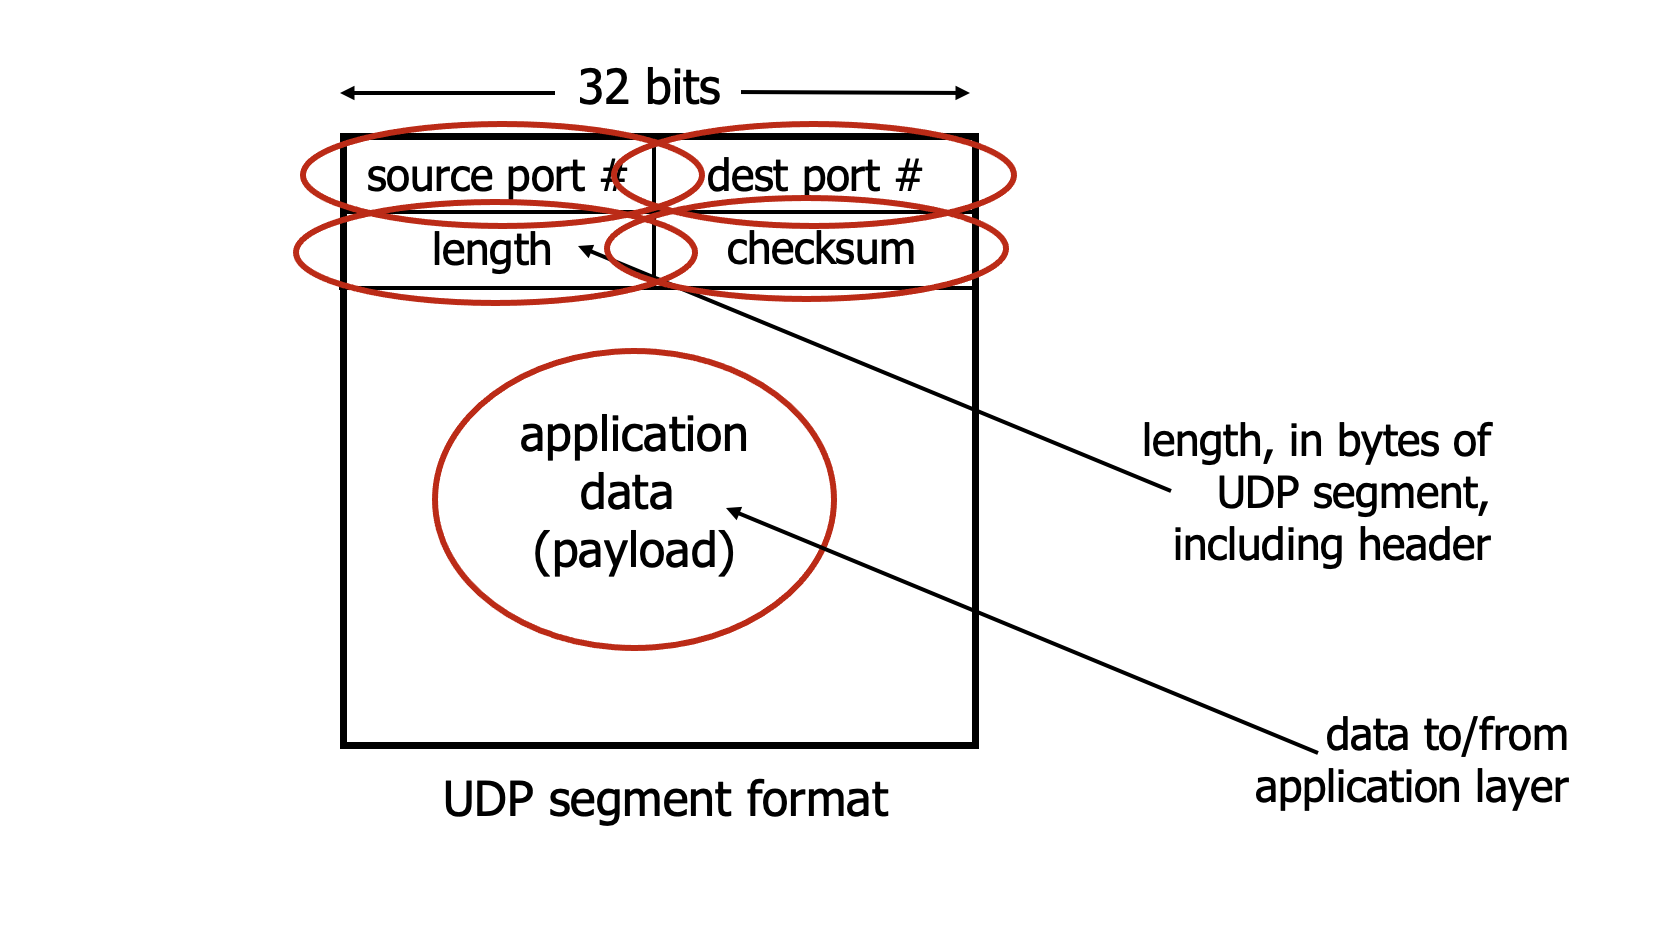 32 bits
source port #
dest port #
length
checksum
application
data
(payload)
length, in bytes of
UDP segment,
including header
data to/from
application layer
UDP segment format